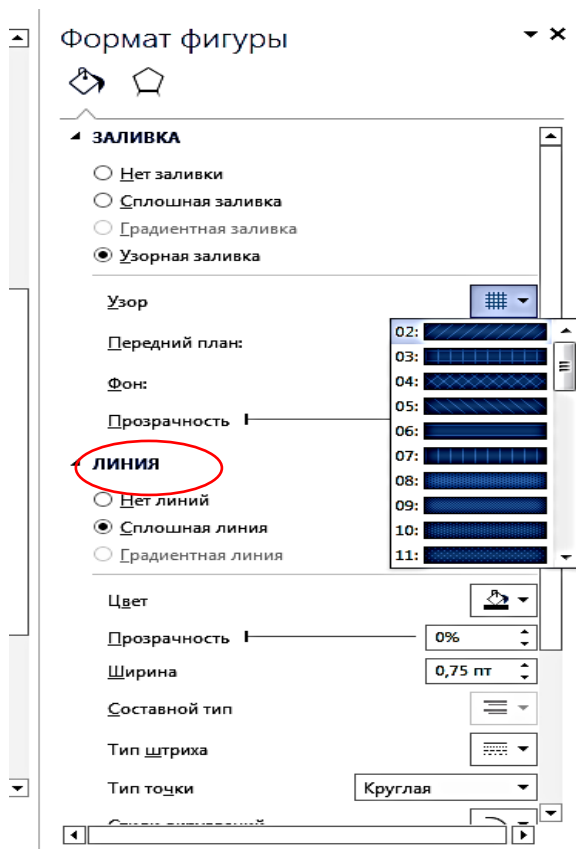 Формат фигуры
ЗАЛИВКА
Нет заливки
Сплошная заливка
Градиентная заливка
Узорная заливка
Узор
02:
Передний план:
03:
04:
Фон:
05:
Прозрачность
06:
07:
ЛИНИЯ
08:
Нет линий
09:
Сплошная линия
10:
Градиентная линия
11:
Цвет
Прозрачность 0%
Ширина 0,75 пт
Составной тип
Тип штриха
Тип точки Круглая